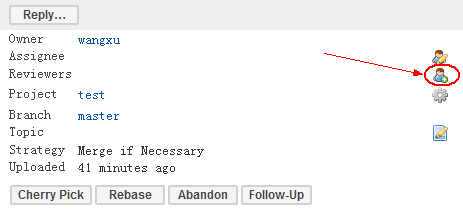 Reply...
Owner wangxu
Assignee
Reviewers
Project test
Branch master
Topic
Strategy Merge if Necessary
Uploaded 41 minutes ago
Cherry Pick Rebase Abandon Follow-Up